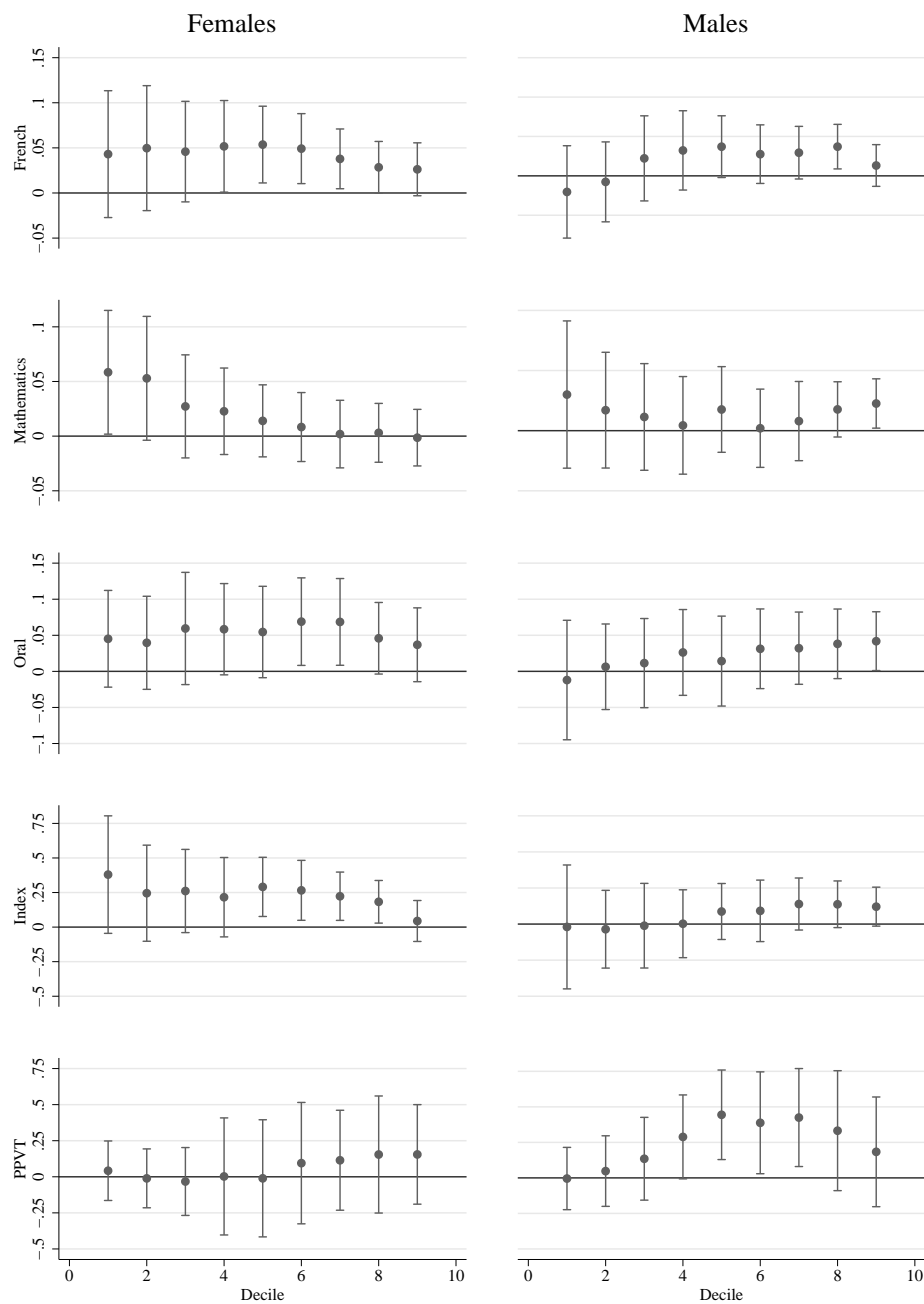 Females
Males
French
.15
.1
.05
0
−.05
Mathematics
.1
.05
0
−.05
Oral
.15
.1
.05
0
−.05
−.1
Index
.75
.5
.25
0
−.25
−.5
PPVT
.75
.5
.25
0
−.25
−.5
0 2 4 6 8 10
Decile
0 2 4 6 8 10
Decile